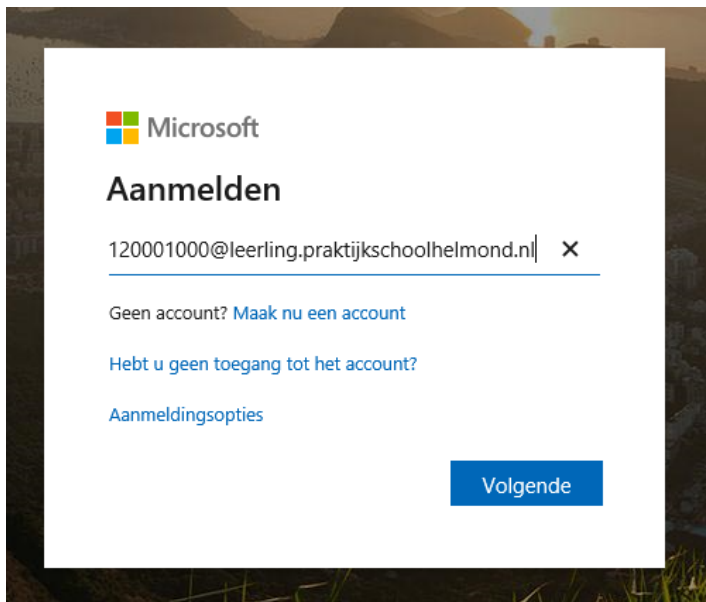 Microsoft
Aanmelden
120001000@leerling.praktijkschoolhelmond.nl
Geen account? Maak nu een account
Hebt u geen toegang tot het account?
Aanmeldingsopties
Volgende